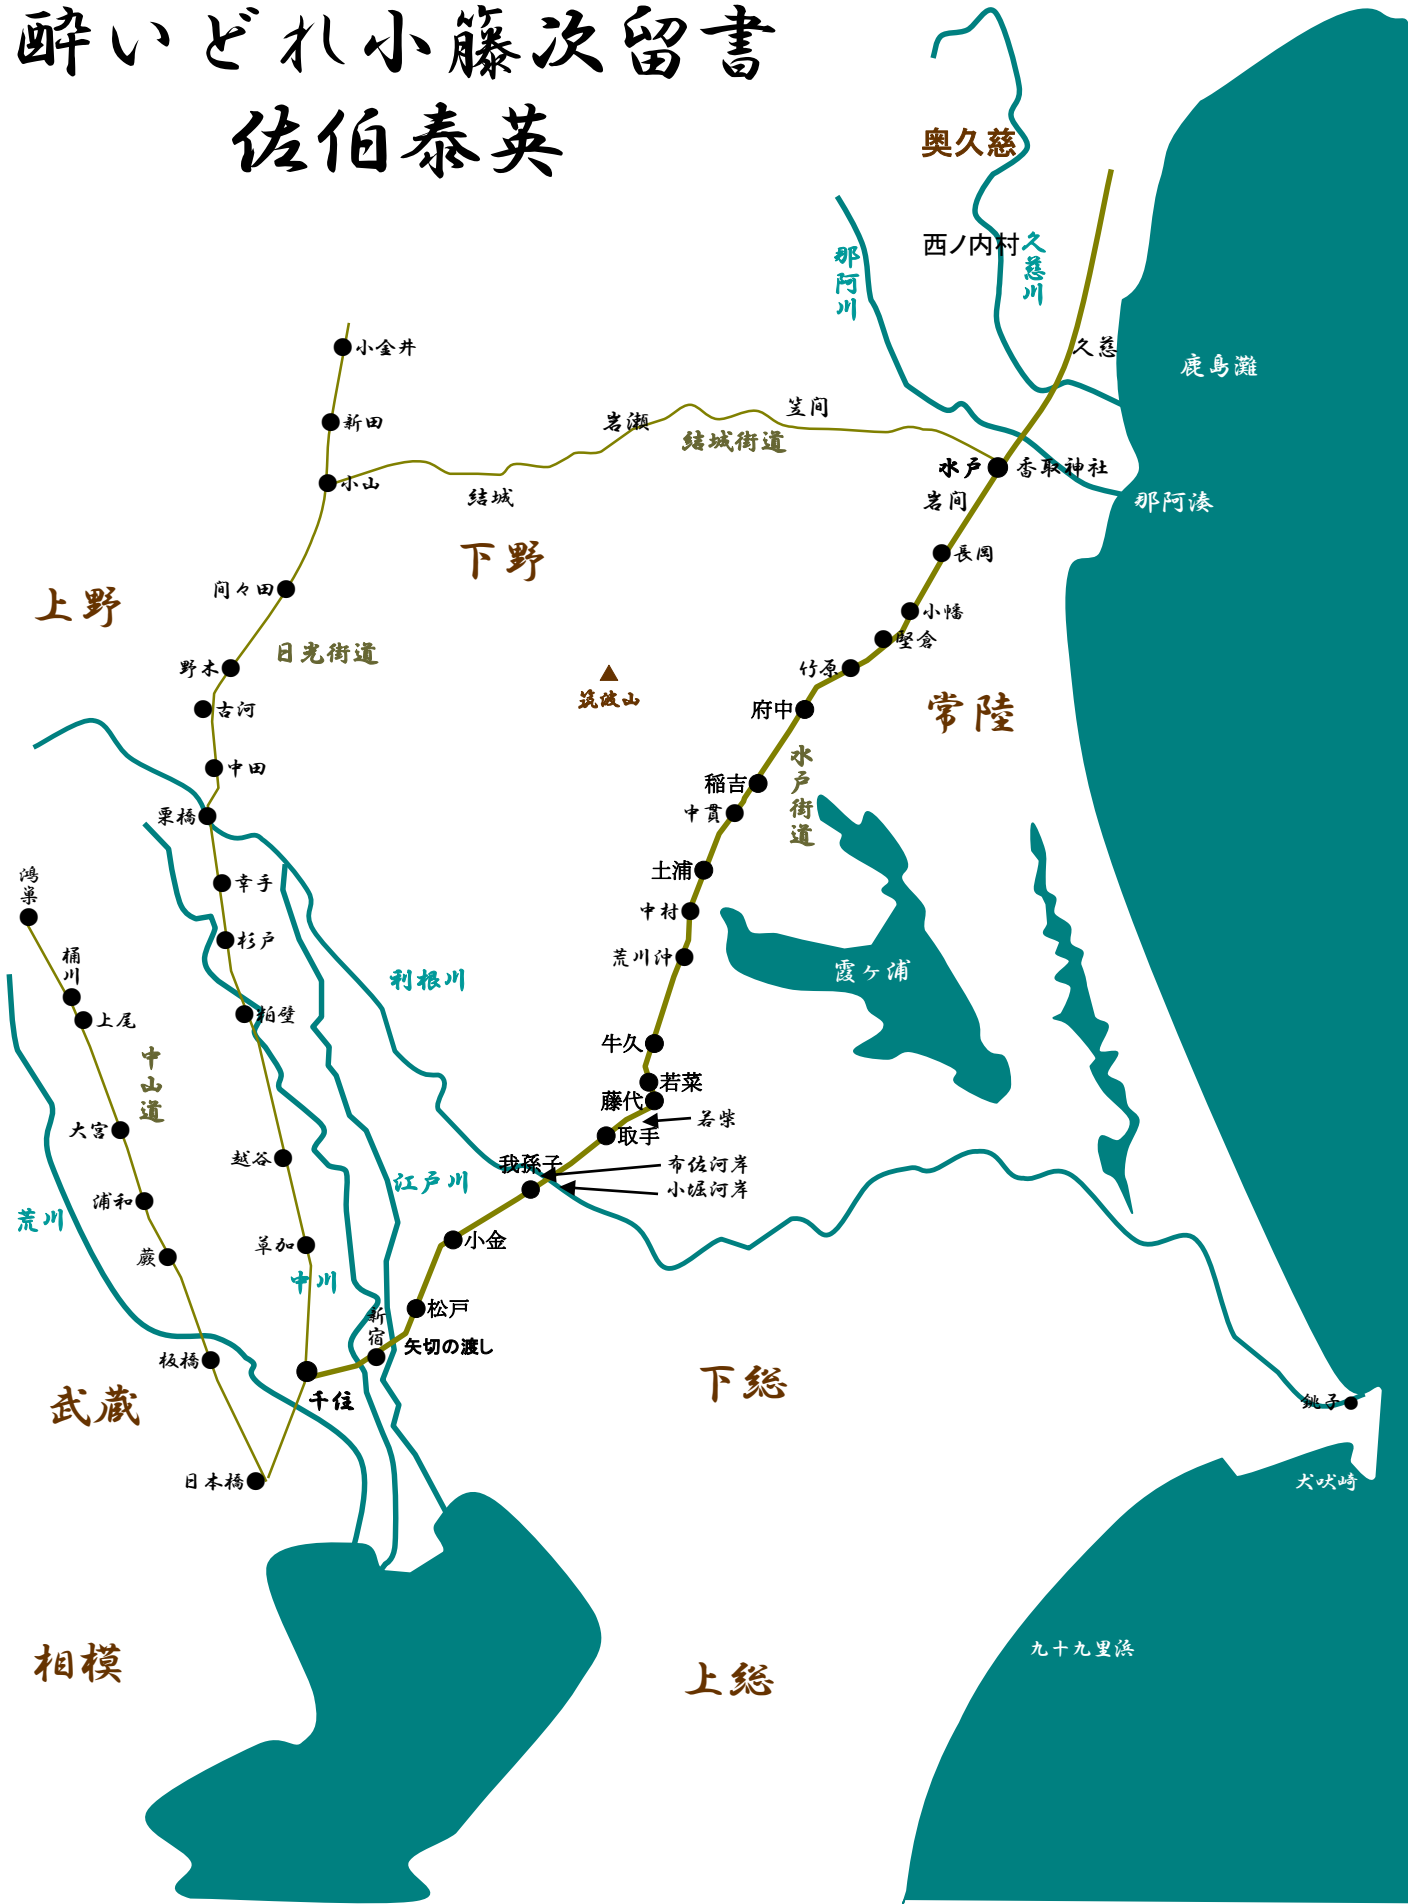 酔いどれ小籐次留書
佐伯泰英
奥久慈
西ノ内村
久慈川
那阿川
久慈
鹿島灘
小金井
新田
小山
結城
岩瀬
結城街道
笠间
水戸
香取神社
那阿湊
岩间
長岡
小幡
堅倉
竹原
府中
常陸
下野
上野
间々田
日光街道
野木
古河
中田
栗橋
筑波山
水戸街道
稲吉
中貫
土浦
中村
荒川沖
霞ヶ浦
鴻巣
桶川
上尾
中山道
大宮
浦和
蕨
板橋
荒川
幸手
杉戸
粕壁
越谷
草加
中川
利根川
江戸川
牛久
若菜
藤代
若柴
取手
我孫子
布佐河岸
小堀河岸
小金
松戸
新宿
矢切の渡し
千住
武蔵
日本橋
下総
銚子
犬吠崎
九十九里浜
相模
上総